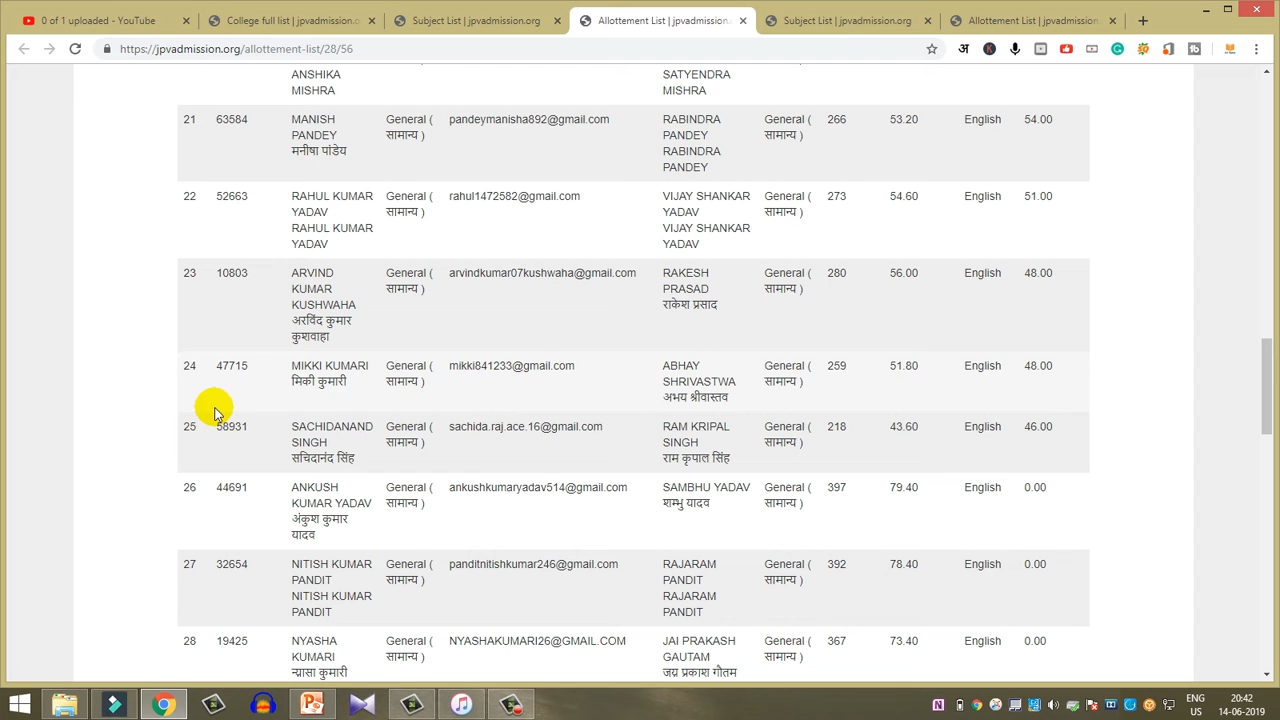 0 of 1 uploaded - YouTube
College full list | jpvadmission.o
Subject List | jpvadmission.org
Allottement List | jpvadmission.
Subject List | jpvadmission.org
Allottement List | jpvadmission.
https://jpvadmission.org/allottement-list/28/56
ANSHIKA
MISHRA
SATYENDRA
MISHRA
21 63584 MANISH General ( pandeymanisha892@gmail.com RABINDRA General ( 266 53.20 English 54.00
PANDEY सामान्य ) PANDEY सामान्य )
मनीषा पांडेय RABINDRA
PANDEY
22 52663 RAHUL KUMAR General ( rahul1472582@gmail.com VIJAY SHANKAR General ( 273 54.60 English 51.00
YADAV सामान्य ) YADAV सामान्य )
RAHUL KUMAR VIJAY SHANKAR
YADAV YADAV
23 10803 ARVIND General ( arvindkumar07kushwaha@gmail.com RAKESH General ( 280 56.00 English 48.00
KUMAR सामान्य ) PRASAD सामान्य )
KUSHWAHA राकेश प्रसाद
अरविंद कुमार
कुशवाहा
24 47715 MIKKI KUMARI General ( mikki841233@gmail.com ABHAY General ( 259 51.80 English 48.00
मिकी कुमारी सामान्य ) SHRIVASTWA सामान्य )
अभय श्रीवास्तव
25 58931 SACHIDANAND General ( sachida.raj.ace.16@gmail.com RAM KRIPAL General ( 218 43.60 English 46.00
SINGH सामान्य ) SINGH सामान्य )
सचिदानंद सिंह राम कृपाल सिंह
26 44691 ANKUSH General ( ankushkumaryadav514@gmail.com SAMBHU YADAV General ( 397 79.40 English 0.00
KUMAR YADAV सामान्य ) शम्भु यादव सामान्य )
अंकुश कुमार
यादव
27 32654 NITISH KUMAR General ( panditnitishkumar246@gmail.com RAJARAM General ( 392 78.40 English 0.00
PANDIT सामान्य ) PANDIT सामान्य )
NITISH KUMAR RAJARAM
PANDIT PANDIT
28 19425 NYASHA General ( NYASHAKUMARI26@GMAIL.COM JAI PRAKASH General ( 367 73.40 English 0.00
KUMARI सामान्य ) GAUTAM सामान्य )
न्यासा कुमारी जय प्रकाश गौतम
ENG 20:42
US 14-06-2019